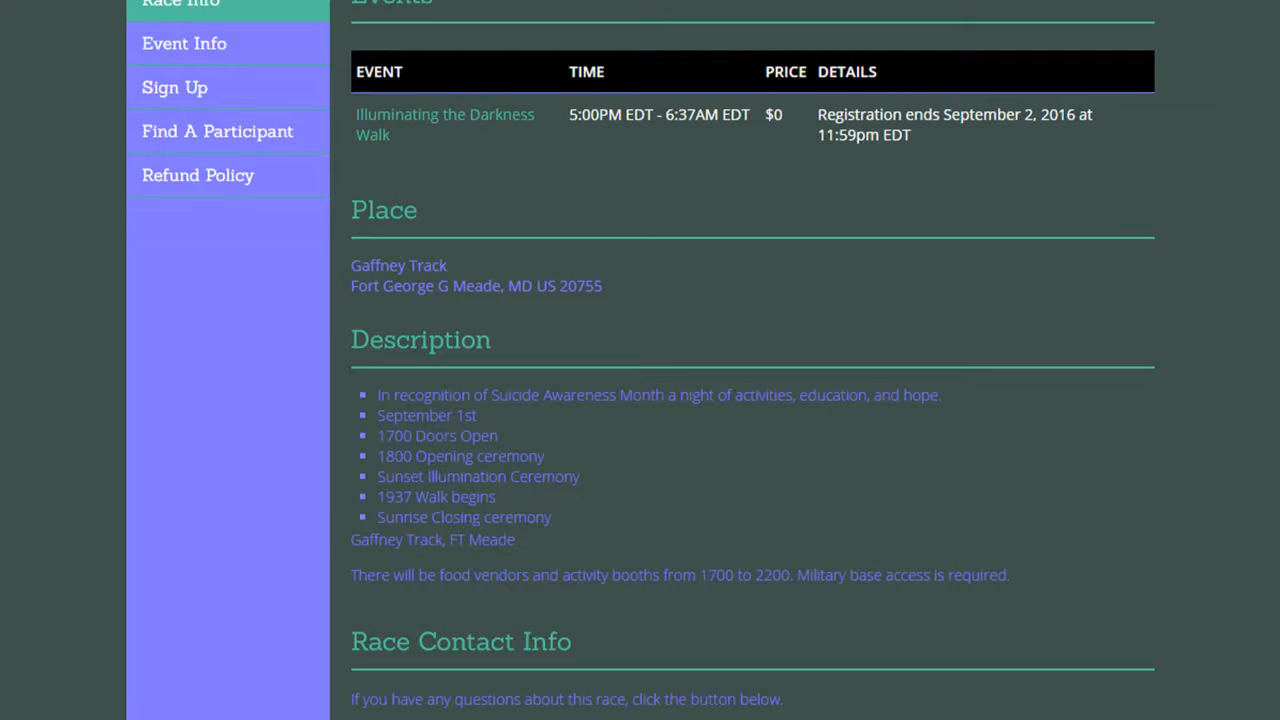 Race Info
Event Info
Sign Up
Find A Participant
Refund Policy
Events
EVENT TIME PRICE DETAILS
Illuminating the Darkness Walk 5:00PM EDT - 6:37AM EDT $0 Registration ends September 2, 2016 at 11:59pm EDT
Place
Gaffney Track
Fort George G Meade, MD US 20755
Description
In recognition of Suicide Awareness Month a night of activities, education, and hope.
September 1st
1700 Doors Open
1800 Opening ceremony
Sunset Illumination Ceremony
1937 Walk begins
Sunrise Closing ceremony
Gaffney Track, FT Meade
There will be food vendors and activity booths from 1700 to 2200. Military base access is required.
Race Contact Info
If you have any questions about this race, click the button below.